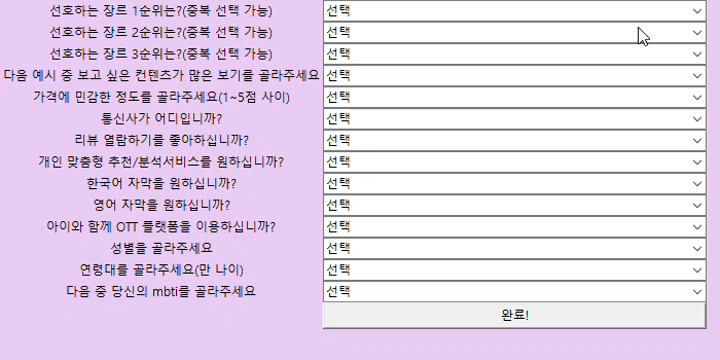 선호하는 장르 1순위는?(중복 선택 가능) 선택
선호하는 장르 2순위는?(중복 선택 가능) 선택
선호하는 장르 3순위는?(중복 선택 가능) 선택
다음 예시 중 보고 싶은 컨텐츠가 많은 보기를 골라주세요 선택
가격에 민감한 정도를 골라주세요(1~5점 사이) 선택
통신사가 어디입니까? 선택
리뷰 열람하기를 좋아하십니까? 선택
개인 맞춤형 추천/분석서비스를 원하십니까? 선택
한국어 자막을 원하십니까? 선택
영어 자막을 원하십니까? 선택
아이와 함께 OTT 플랫폼을 이용하십니까? 선택
성별을 골라주세요 선택
연령대를 골라주세요(만 나이) 선택
다음 중 당신의 mbti를 골라주세요 선택
완료!